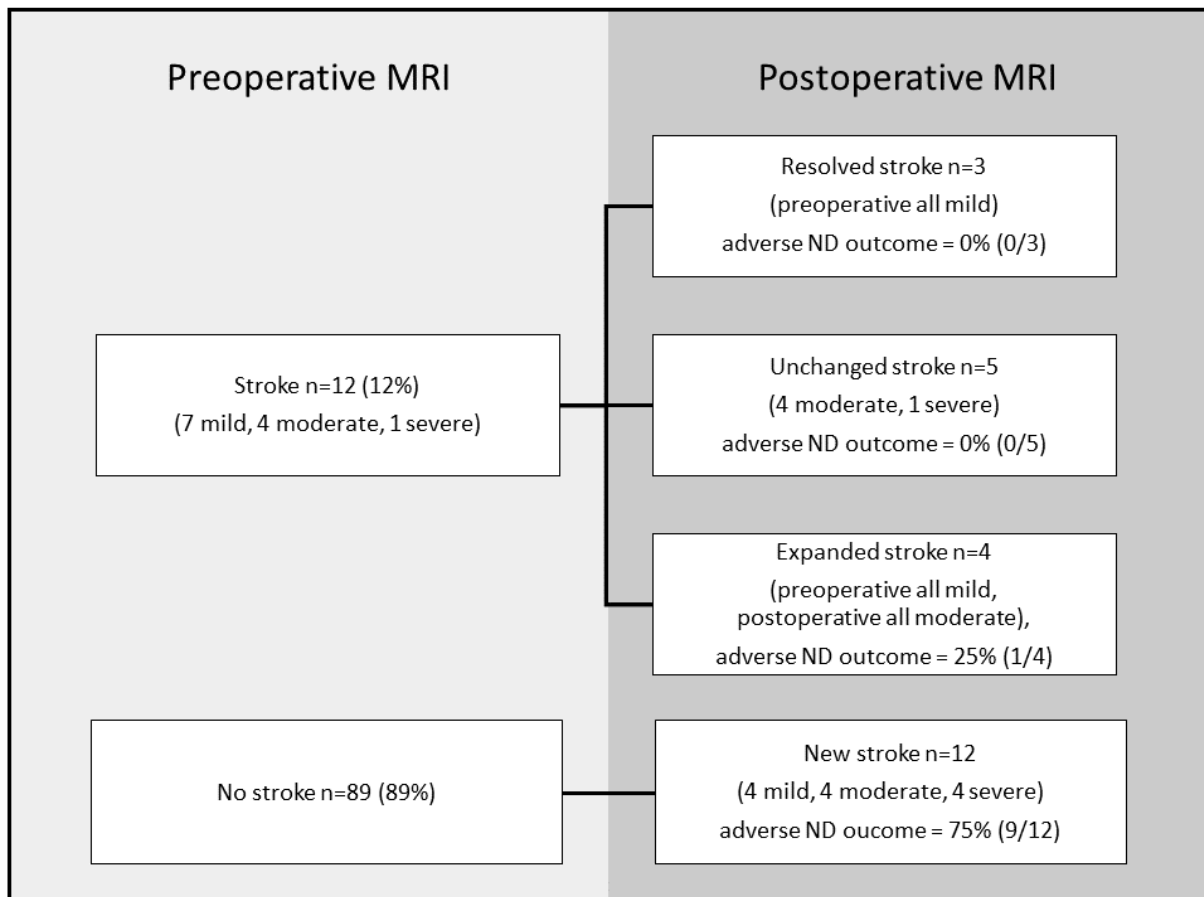 Preoperative MRI
Postoperative MRI
Resolved stroke n=3
(preoperative all mild)
adverse ND outcome = 0% (0/3)
Stroke n=12 (12%)
(7 mild, 4 moderate, 1 severe)
Unchanged stroke n=5
(4 moderate, 1 severe)
adverse ND outcome = 0% (0/5)
Expanded stroke n=4
(preoperative all mild,
postoperative all moderate),
adverse ND outcome = 25% (1/4)
No stroke n=89 (89%)
New stroke n=12
(4 mild, 4 moderate, 4 severe)
adverse ND oucome = 75% (9/12)